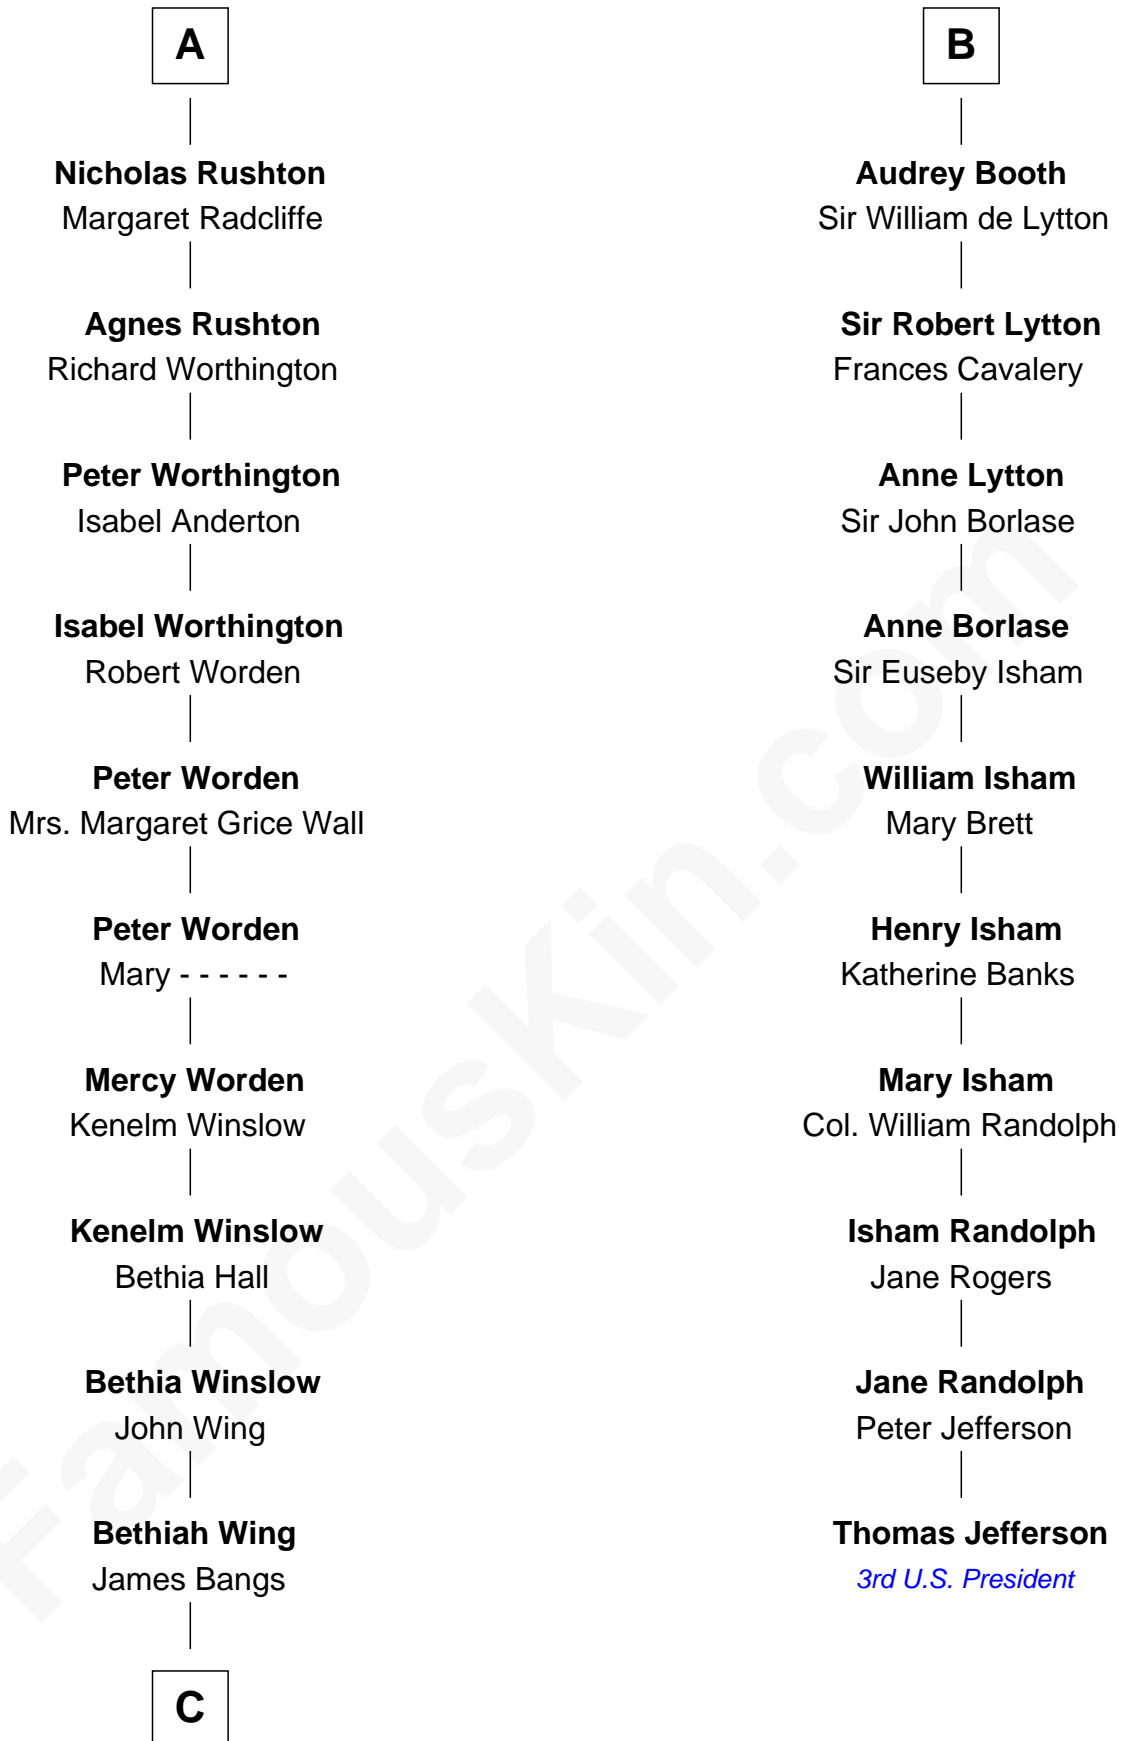 A
Nicholas Rushton
Margaret Radcliffe
Agnes Rushton
Richard Worthington
Peter Worthington
Isabel Anderton
Isabel Worthington
Robert Worden
Peter Worden
Mrs. Margaret Grice Wall
Peter Worden
Mary - - - - - -
Mercy Worden
Kenelm Winslow
Kenelm Winslow
Bethia Hall
Bethia Winslow
John Wing
Bethiah Wing
James Bangs
C
B
Audrey Booth
Sir William de Lytton
Sir Robert Lytton
Frances Cavalery
Anne Lytton
Sir John Borlase
Anne Borlase
Sir Euseby Isham
William Isham
Mary Brett
Henry Isham
Katherine Banks
Mary Isham
Col. William Randolph
Isham Randolph
Jane Rogers
Jane Randolph
Peter Jefferson
Thomas Jefferson
3rd U.S. President
FamousKin.com